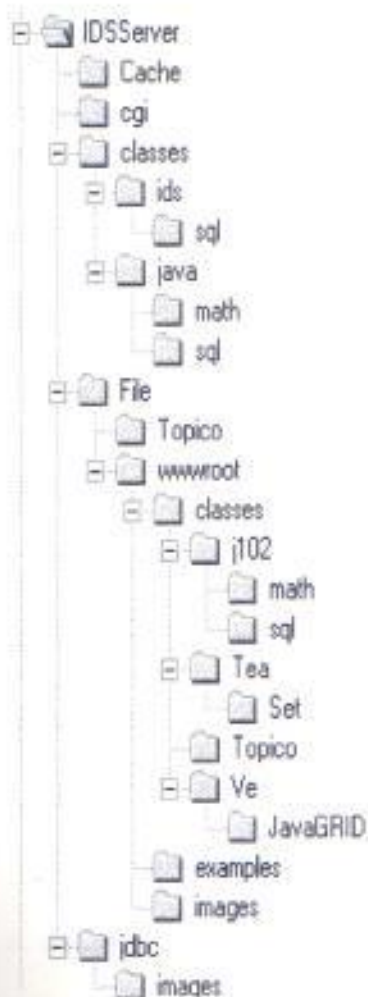 IDSServer
Cache
cgi
classes
ids
sql
java
math
sql
File
Topico
wwwroot
classes
j102
math
sql
Tea
Set
Topico
Ve
JavaGRID
examples
images
jdbc
images